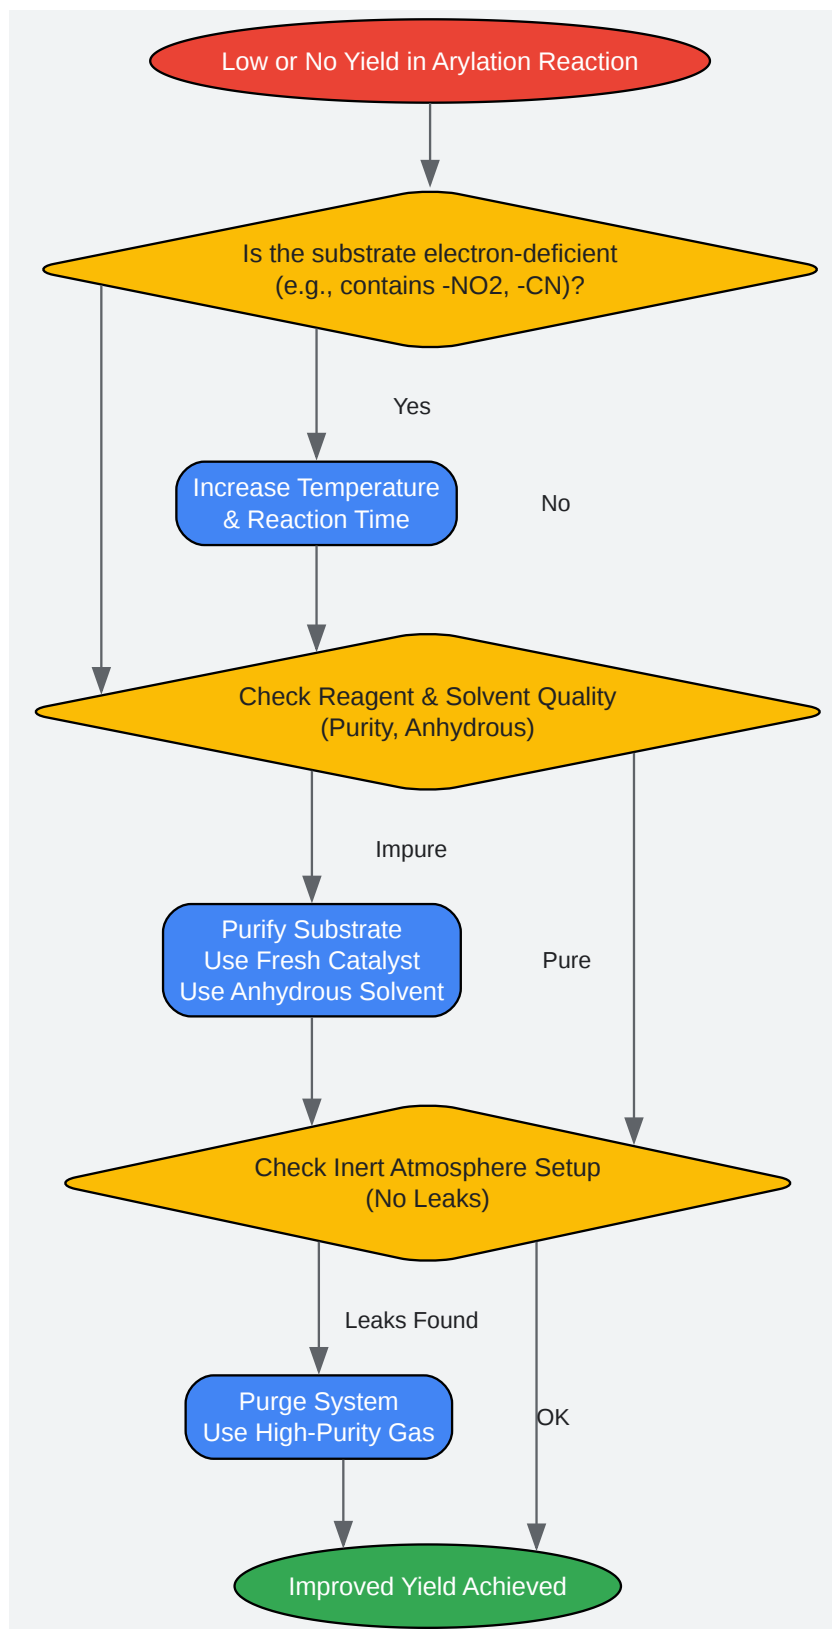 Low or No Yield in Arylation Reaction
Is the substrate electron-deficient
(e.g., contains -NO2, -CN)?
Yes
Increase Temperature
& Reaction Time
No
Check Reagent & Solvent Quality
(Purity, Anhydrous)
Impure
Purify Substrate
Use Fresh Catalyst
Use Anhydrous Solvent
Pure
Check Inert Atmosphere Setup
(No Leaks)
Leaks Found
Purge System
Use High-Purity Gas
OK
Improved Yield Achieved